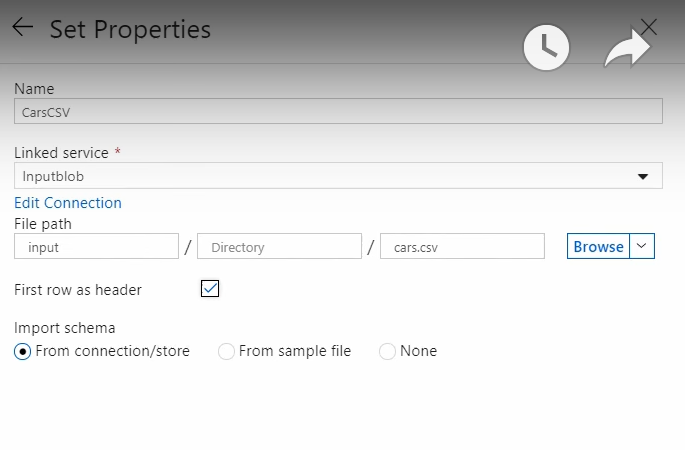 Set Properties
Name
CarsCSV
Linked service *
Inputblob
Edit Connection
File path
input / Directory / cars.csv Browse
First row as header
Import schema
From connection/store From sample file None